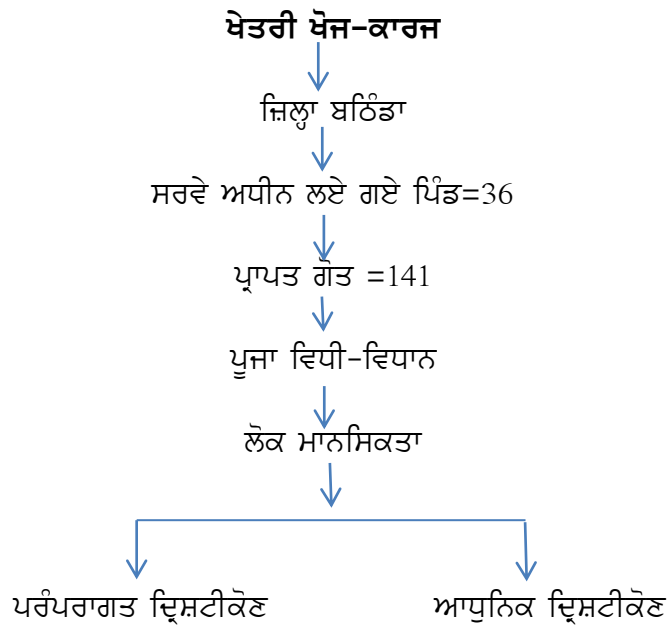 ਖੇਤਰੀ ਖੋਜ-ਕਾਰਜ
ਜ਼ਿਲ੍ਹਾ ਬਠਿੰਡਾ
ਸਰਵੇ ਅਧੀਨ ਲਏ ਗਏ ਪਿੰਡ=36
ਪ੍ਰਾਪਤ ਗੋਤ =141
ਪੂਜਾ ਵਿਧੀ-ਵਿਧਾਨ
ਲੋਕ ਮਾਨਸਿਕਤਾ
ਪਰੰਪਰਾਗਤ ਦ੍ਰਿਸ਼ਟੀਕੋਣ ਆਧੁਨਿਕ ਦ੍ਰਿਸ਼ਟੀਕੋਣ